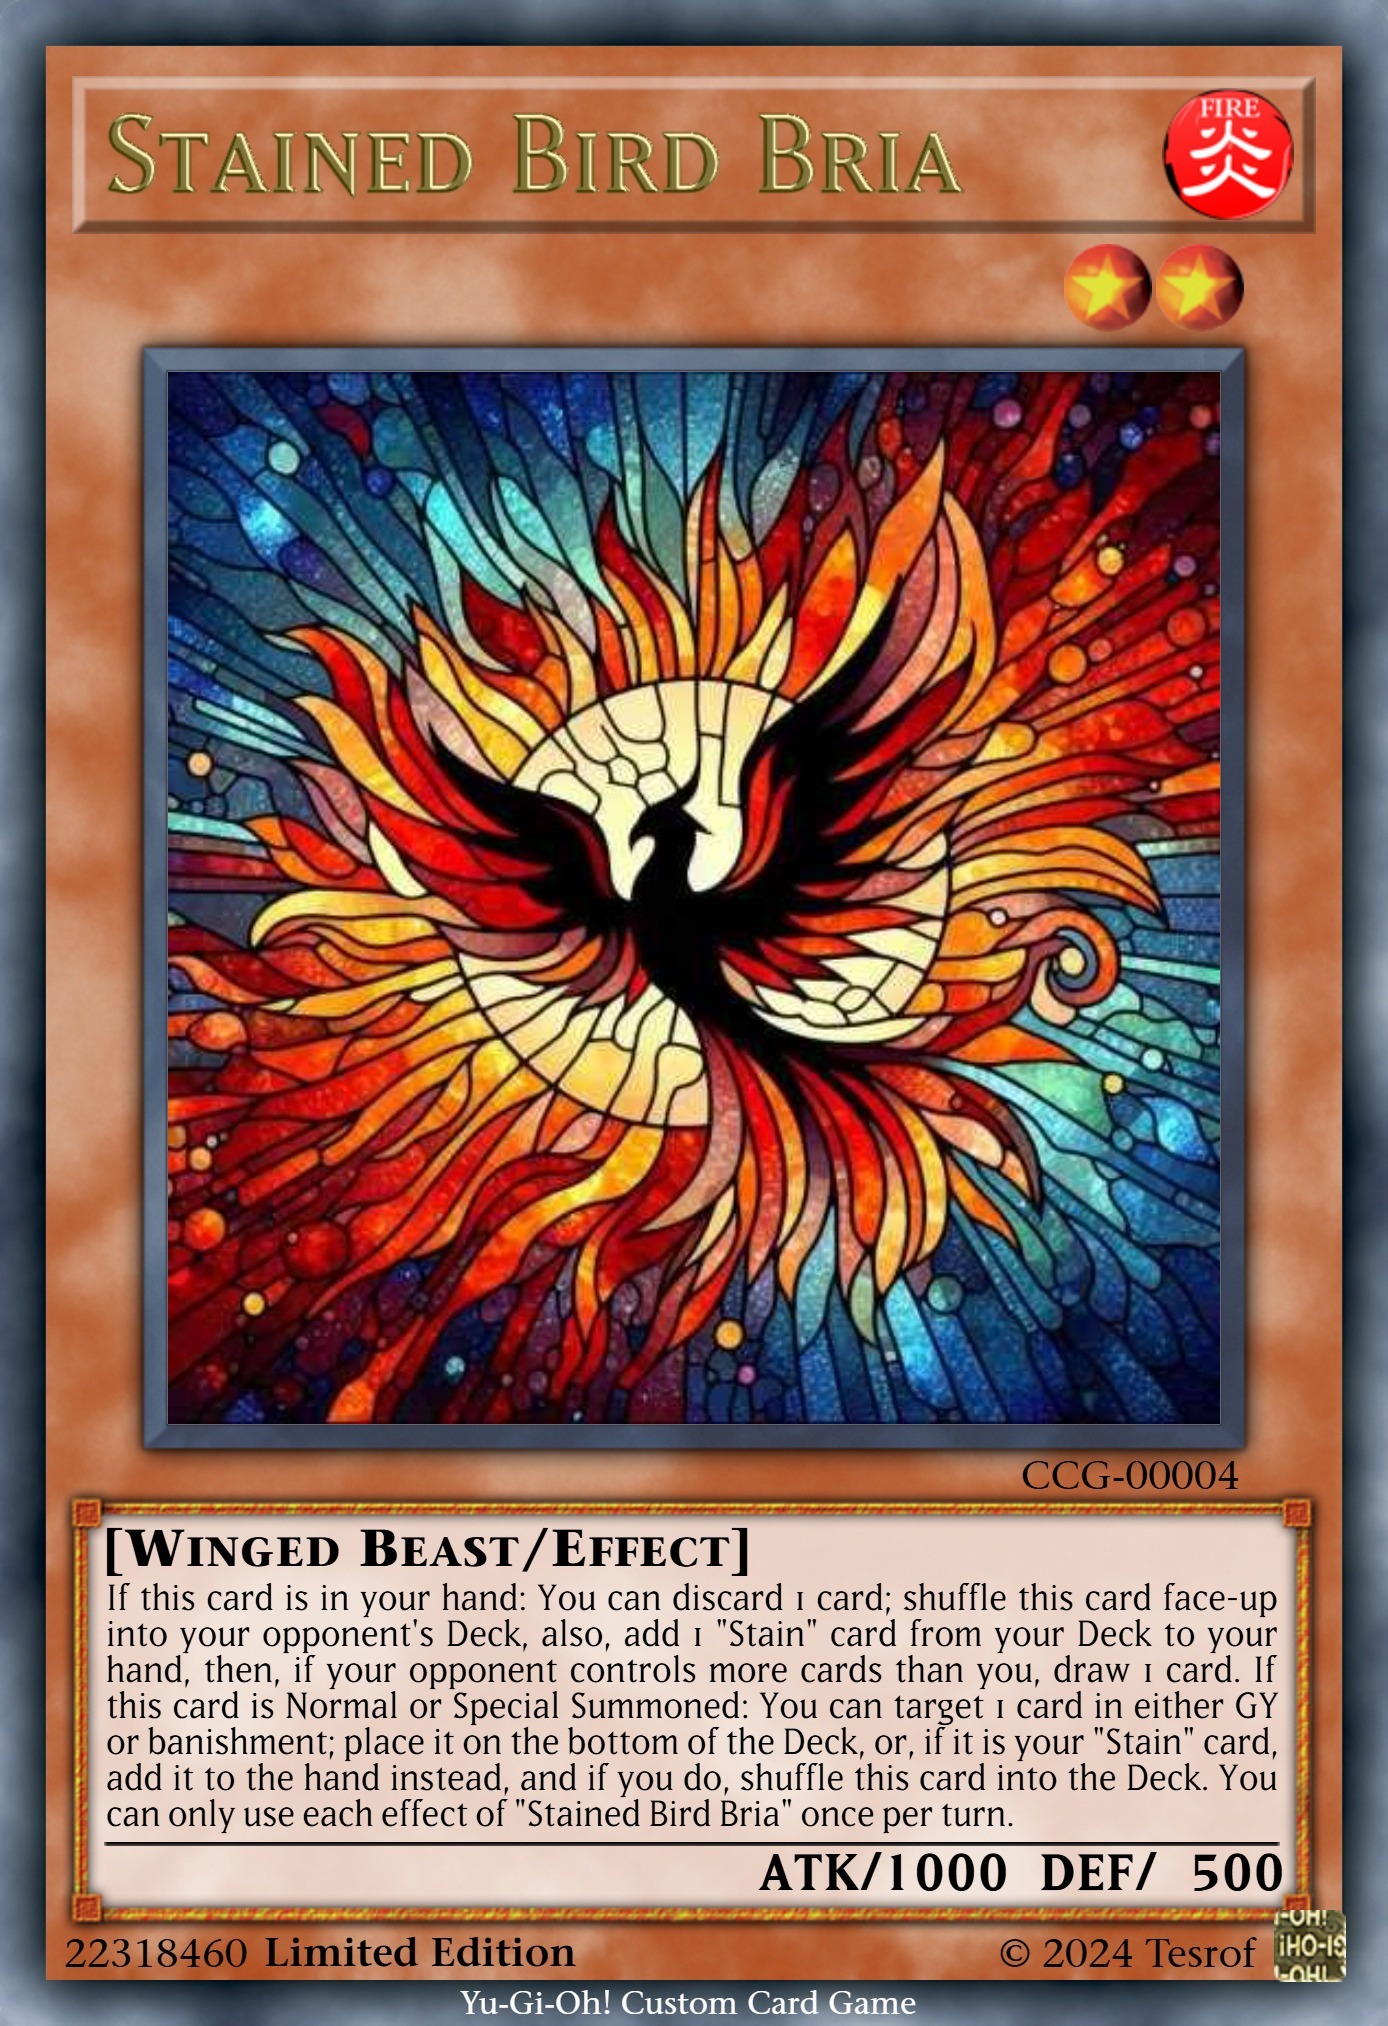 Stained Bird Bria
FIRE
炎
CCG-00004
[Winged Beast/Effect]
If this card is in your hand: You can discard 1 card; shuffle this card face-up
into your opponent's Deck, also, add 1 "Stain" card from your Deck to your
hand, then, if your opponent controls more cards than you, draw 1 card. If
this card is Normal or Special Summoned: You can target 1 card in either GY
or banishment; place it on the bottom of the Deck, or, if it is your "Stain" card,
add it to the hand instead, and if you do, shuffle this card into the Deck. You
can only use each effect of "Stained Bird Bria" once per turn.
ATK/1000 DEF/ 500
22318460 Limited Edition
© 2024 Tesrof
Yu-Gi-Oh! Custom Card Game